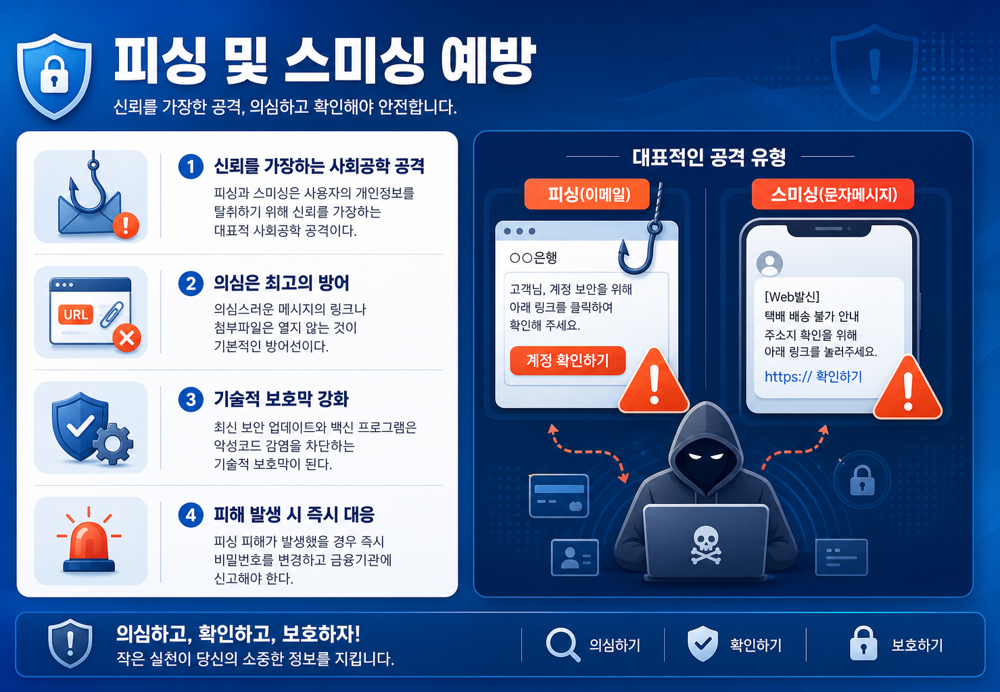 피싱 및 스미싱 예방
신뢰를 가장한 공격, 의심하고 확인해야 안전합니다.
1 신뢰를 가장하는 사회공학 공격
피싱과 스미싱은 사용자의 개인정보를
탈취하기 위해 신뢰를 가장하는
대표적 사회공학 공격이다.
URL
2 의심은 최고의 방어
의심스러운 메시지의 링크나
첨부파일은 열지 않는 것이
기본적인 방어선이다.
3 기술적 보호막 강화
최신 보안 업데이트와 백신 프로그램은
악성코드 감염을 차단하는
기술적 보호막이 된다.
4 피해 발생 시 즉시 대응
피싱 피해가 발생했을 경우 즉시
비밀번호를 변경하고 금융기관에
신고해야 한다.
대표적인 공격 유형
피싱(이메일)
○○은행
고객님, 계정 보안을 위해
아래 링크를 클릭하여
확인해 주세요.
계정 확인하기
스미싱(문자메시지)
[Web발신]
택배 배송 불가 안내
주소지 확인을 위해
아래 링크를 눌러주세요.
https:// 확인하기
의심하고, 확인하고, 보호하자!
작은 실천이 당신의 소중한 정보를 지킵니다.
의심하기
확인하기
보호하기